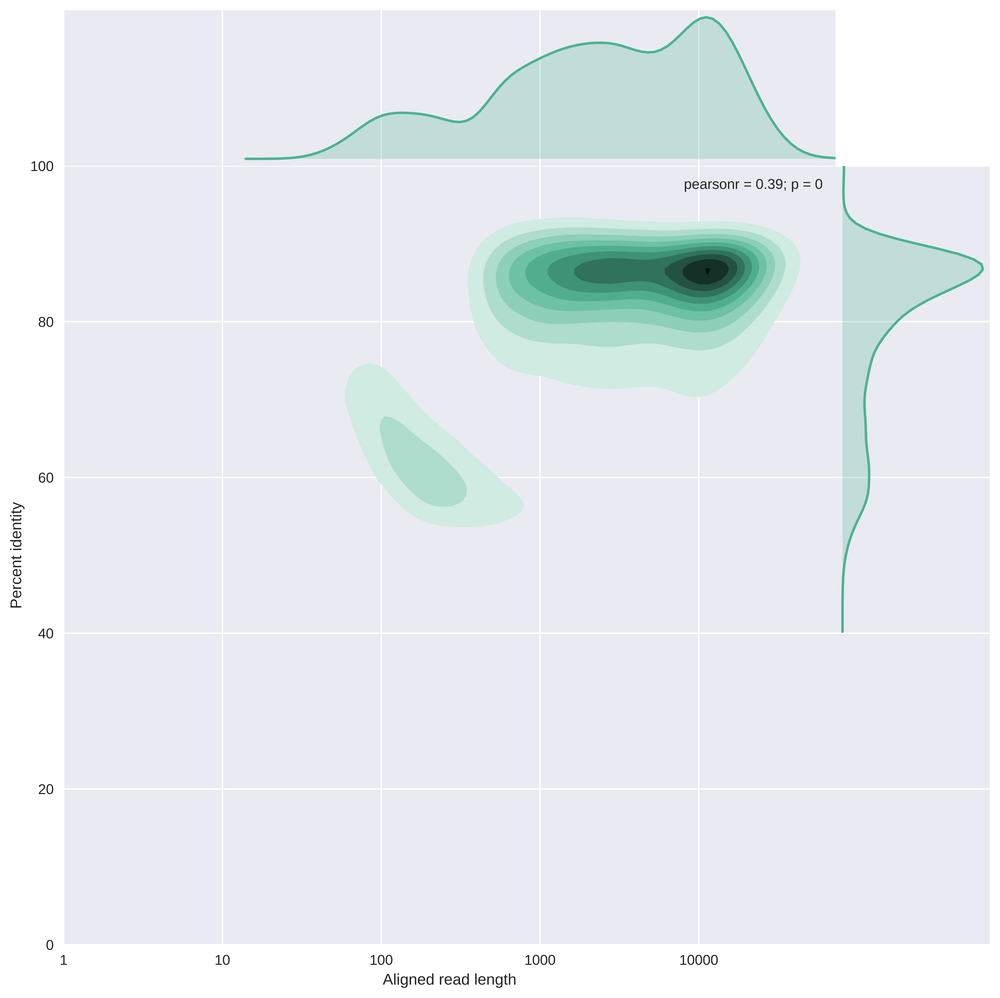 100
pearsonr = 0.39; p = 0
80
60
Percent identity
40
20
0
1 10 100 1000 10000
Aligned read length